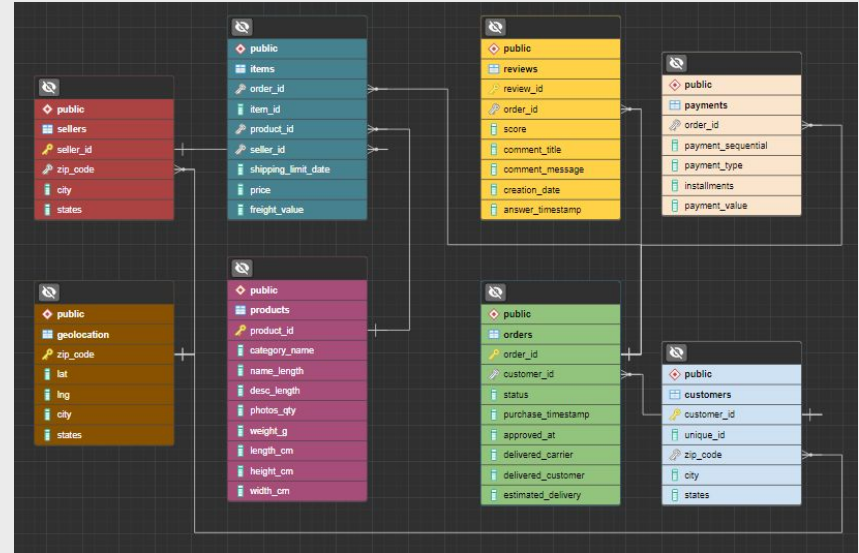 public
sellers
seller_id
zip_code
city
states
public
items
order_id
item_id
product_id
seller_id
shipping_limit_date
price
freight_value
public
reviews
review_id
order_id
score
comment_title
comment_message
creation_date
answer_timestamp
public
payments
order_id
payment_sequential
payment_type
installments
payment_value
public
geolocation
zip_code
lat
lng
city
states
public
products
product_id
category_name
name_length
desc_length
photos_qty
weight_g
length_cm
height_cm
width_cm
public
orders
order_id
customer_id
status
purchase_timestamp
approved_at
delivered_carrier
delivered_customer
estimated_delivery
public
customers
customer_id
unique_id
zip_code
city
states